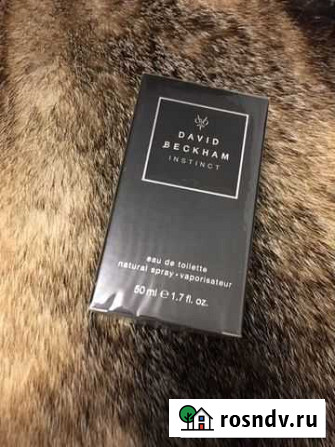 DAVID
BECKHAM
INSTINCT
eau de toilette
natural spray • vaporisateur
50 ml ℮ 1.7 fl. oz.
rosndv.ru